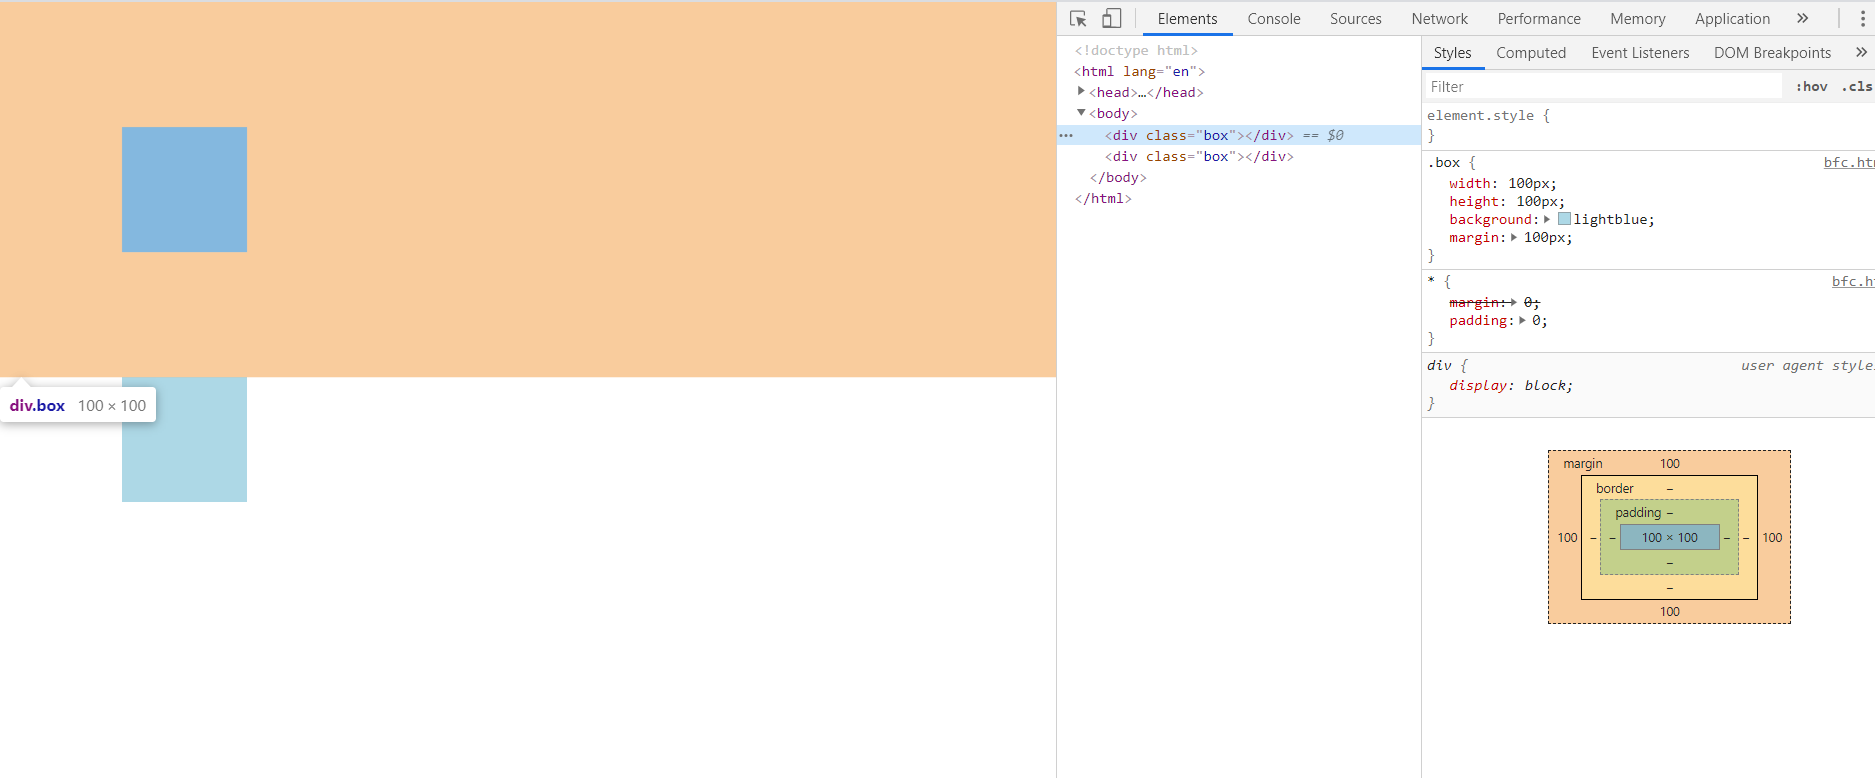 Elements Console Sources Network Performance Memory Application »
<!doctype html>
<html lang="en">
<head>…</head>
<body>
<div class="box"></div> == $0
<div class="box"></div>
</body>
</html>
Styles Computed Event Listeners DOM Breakpoints »
Filter :hov .cls
element.style {
}
.box { bfc.htm
width: 100px;
height: 100px;
background: lightblue;
margin: 100px;
}
* { bfc.ht
margin: 0;
padding: 0;
}
div { user agent style
display: block;
}
margin 100
border –
padding –
100 – – 100 × 100 – – 100
–
–
100
div.box 100 × 100